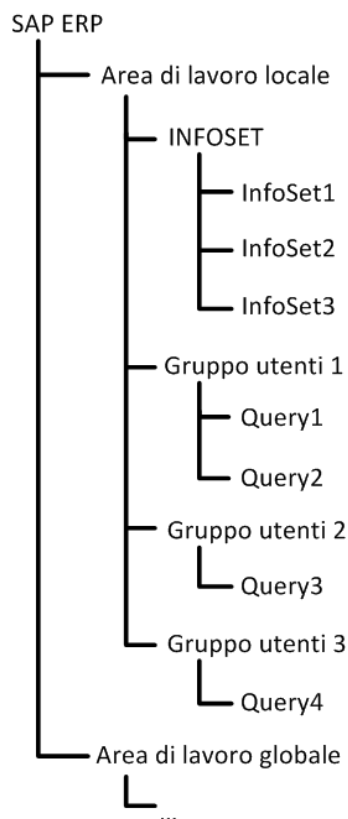 SAP ERP
Area di lavoro locale
INFOSET
InfoSet1
InfoSet2
InfoSet3
Gruppo utenti 1
Query1
Query2
Gruppo utenti 2
Query3
Gruppo utenti 3
Query4
Area di lavoro globale